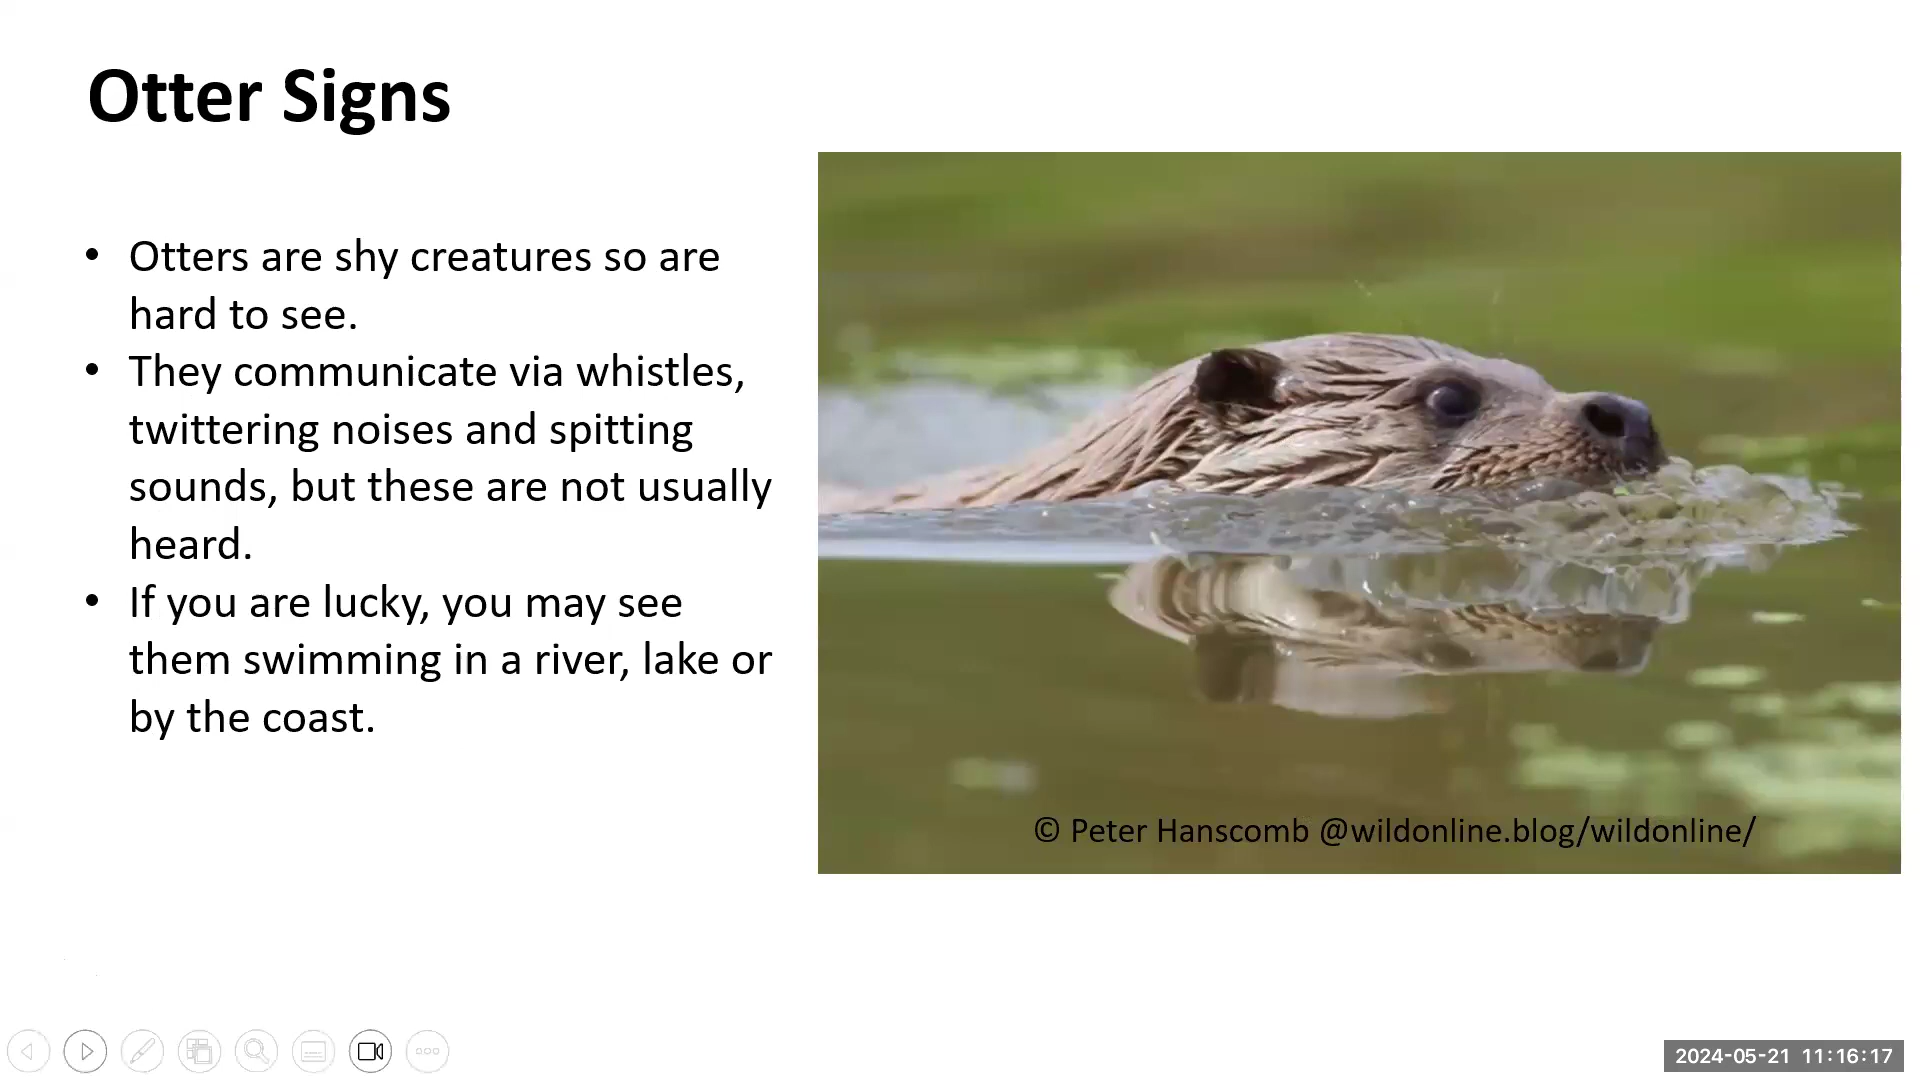 Otter Signs
• Otters are shy creatures so are
hard to see.
• They communicate via whistles,
twittering noises and spitting
sounds, but these are not usually
heard.
• If you are lucky, you may see
them swimming in a river, lake or
by the coast.
© Peter Hanscomb @wildonline.blog/wildonline/
2024-05-21 11:16:17